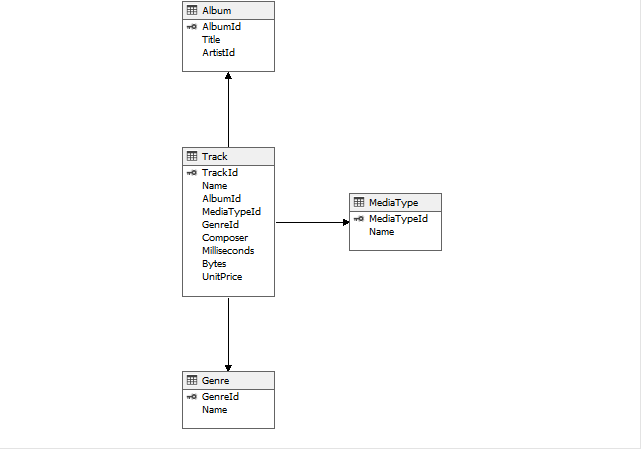 Album
AlbumId
Title
ArtistId
Track
TrackId
Name
AlbumId
MediaTypeId
GenreId
Composer
Milliseconds
Bytes
UnitPrice
MediaType
MediaTypeId
Name
Genre
GenreId
Name